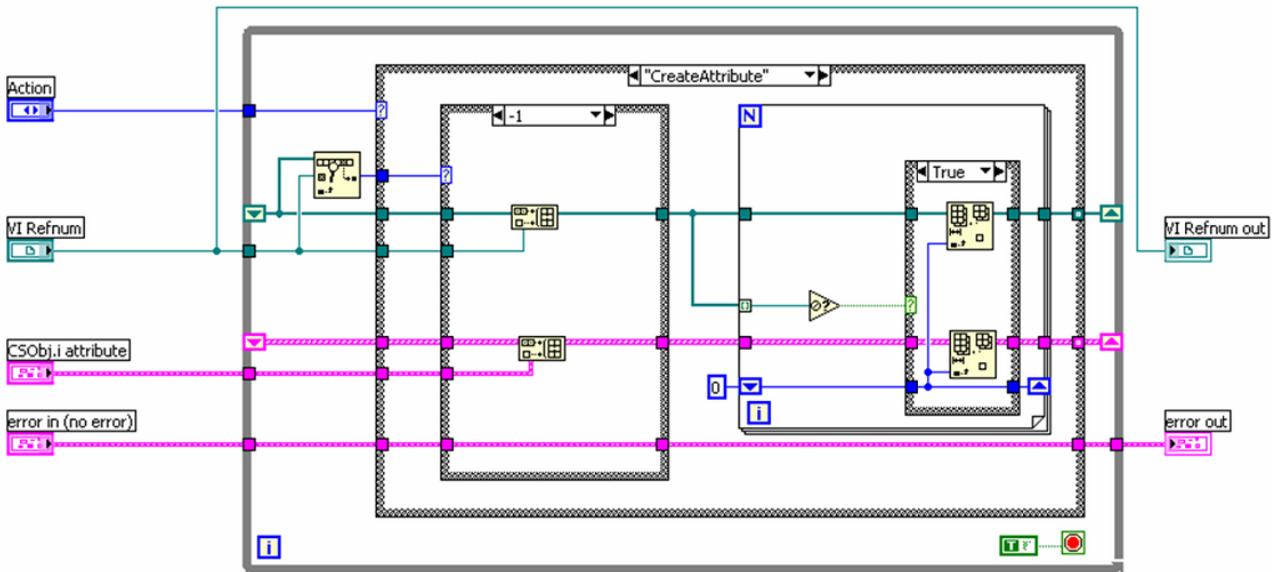 "CreateAttribute"
Action
-1
N
?
?
True
VI Refnum
VI Refnum out
?
?
CSObj.i attribute
0
i
error in (no error)
error out
i
T F